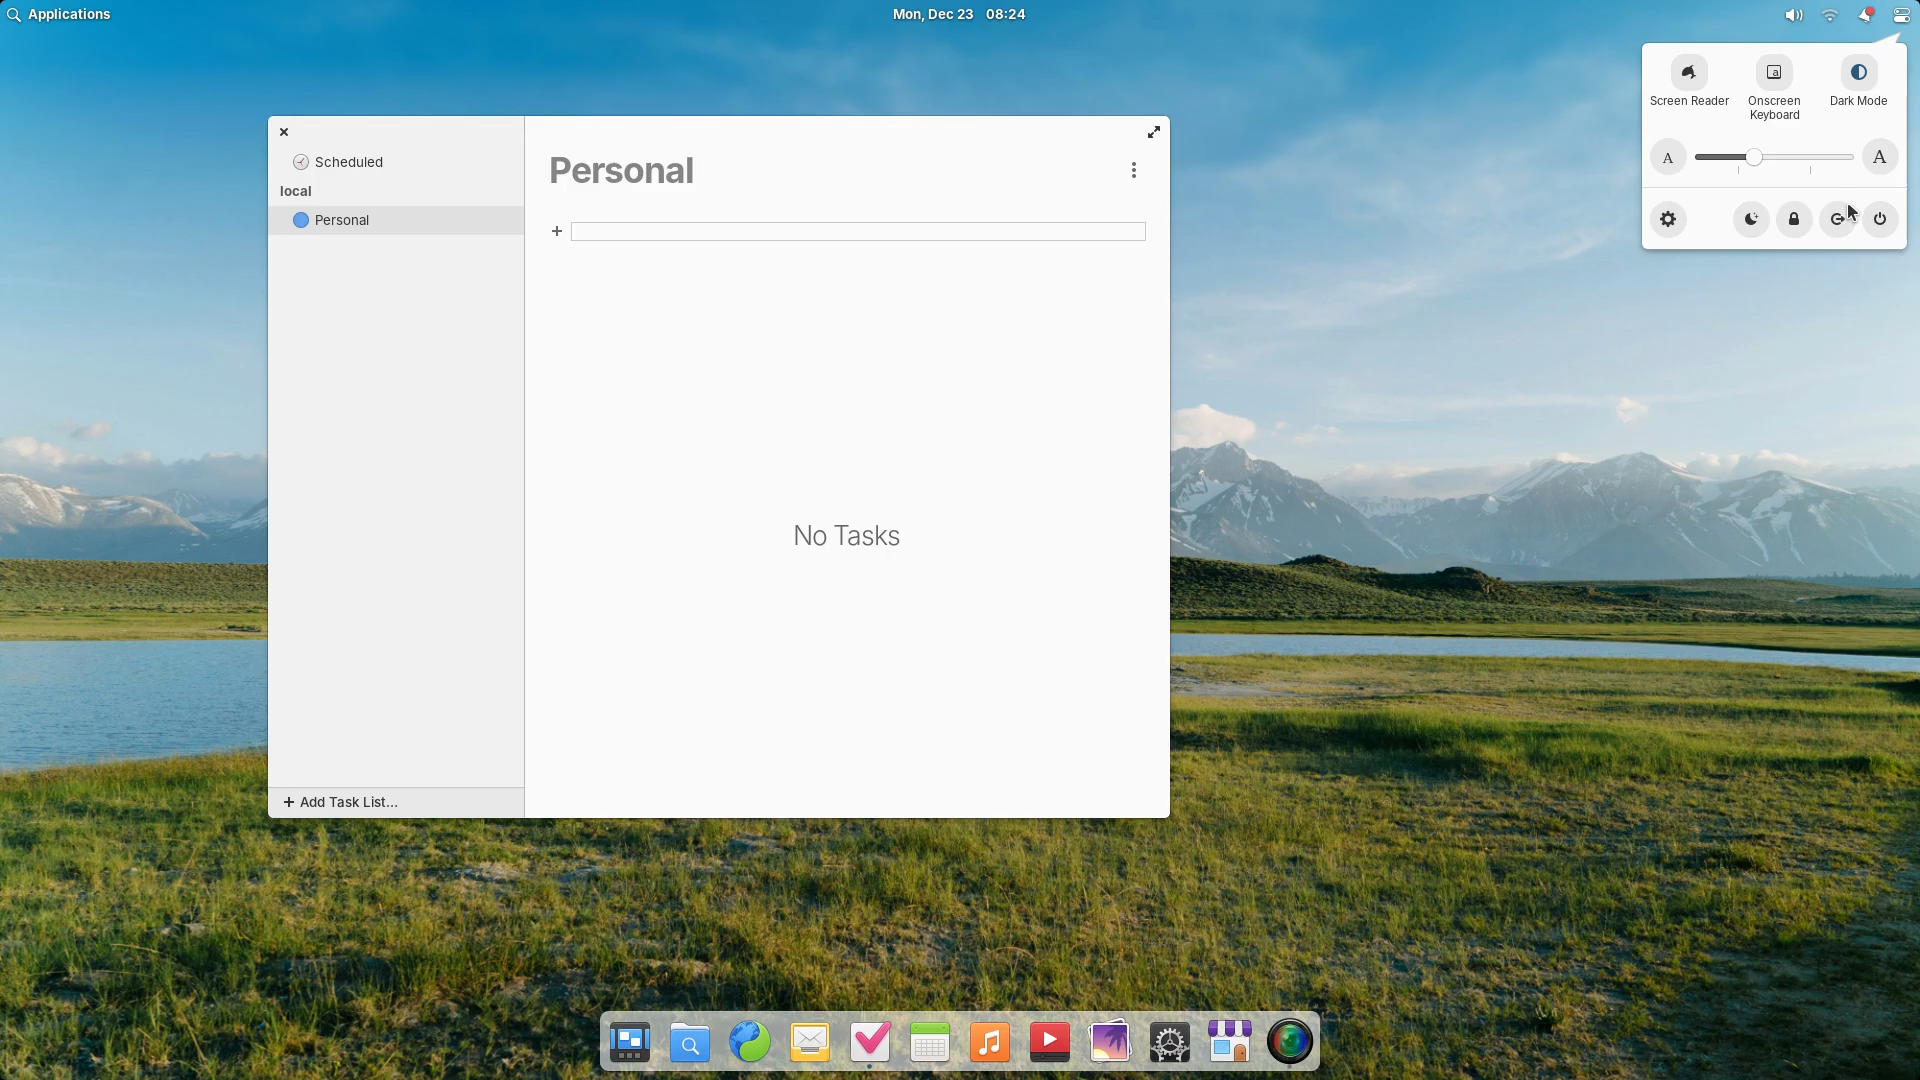 Applications
Mon, Dec 23 08:24
Screen Reader
Onscreen Keyboard
Dark Mode
A
A
Scheduled
local
Personal
Personal
No Tasks
Add Task List...